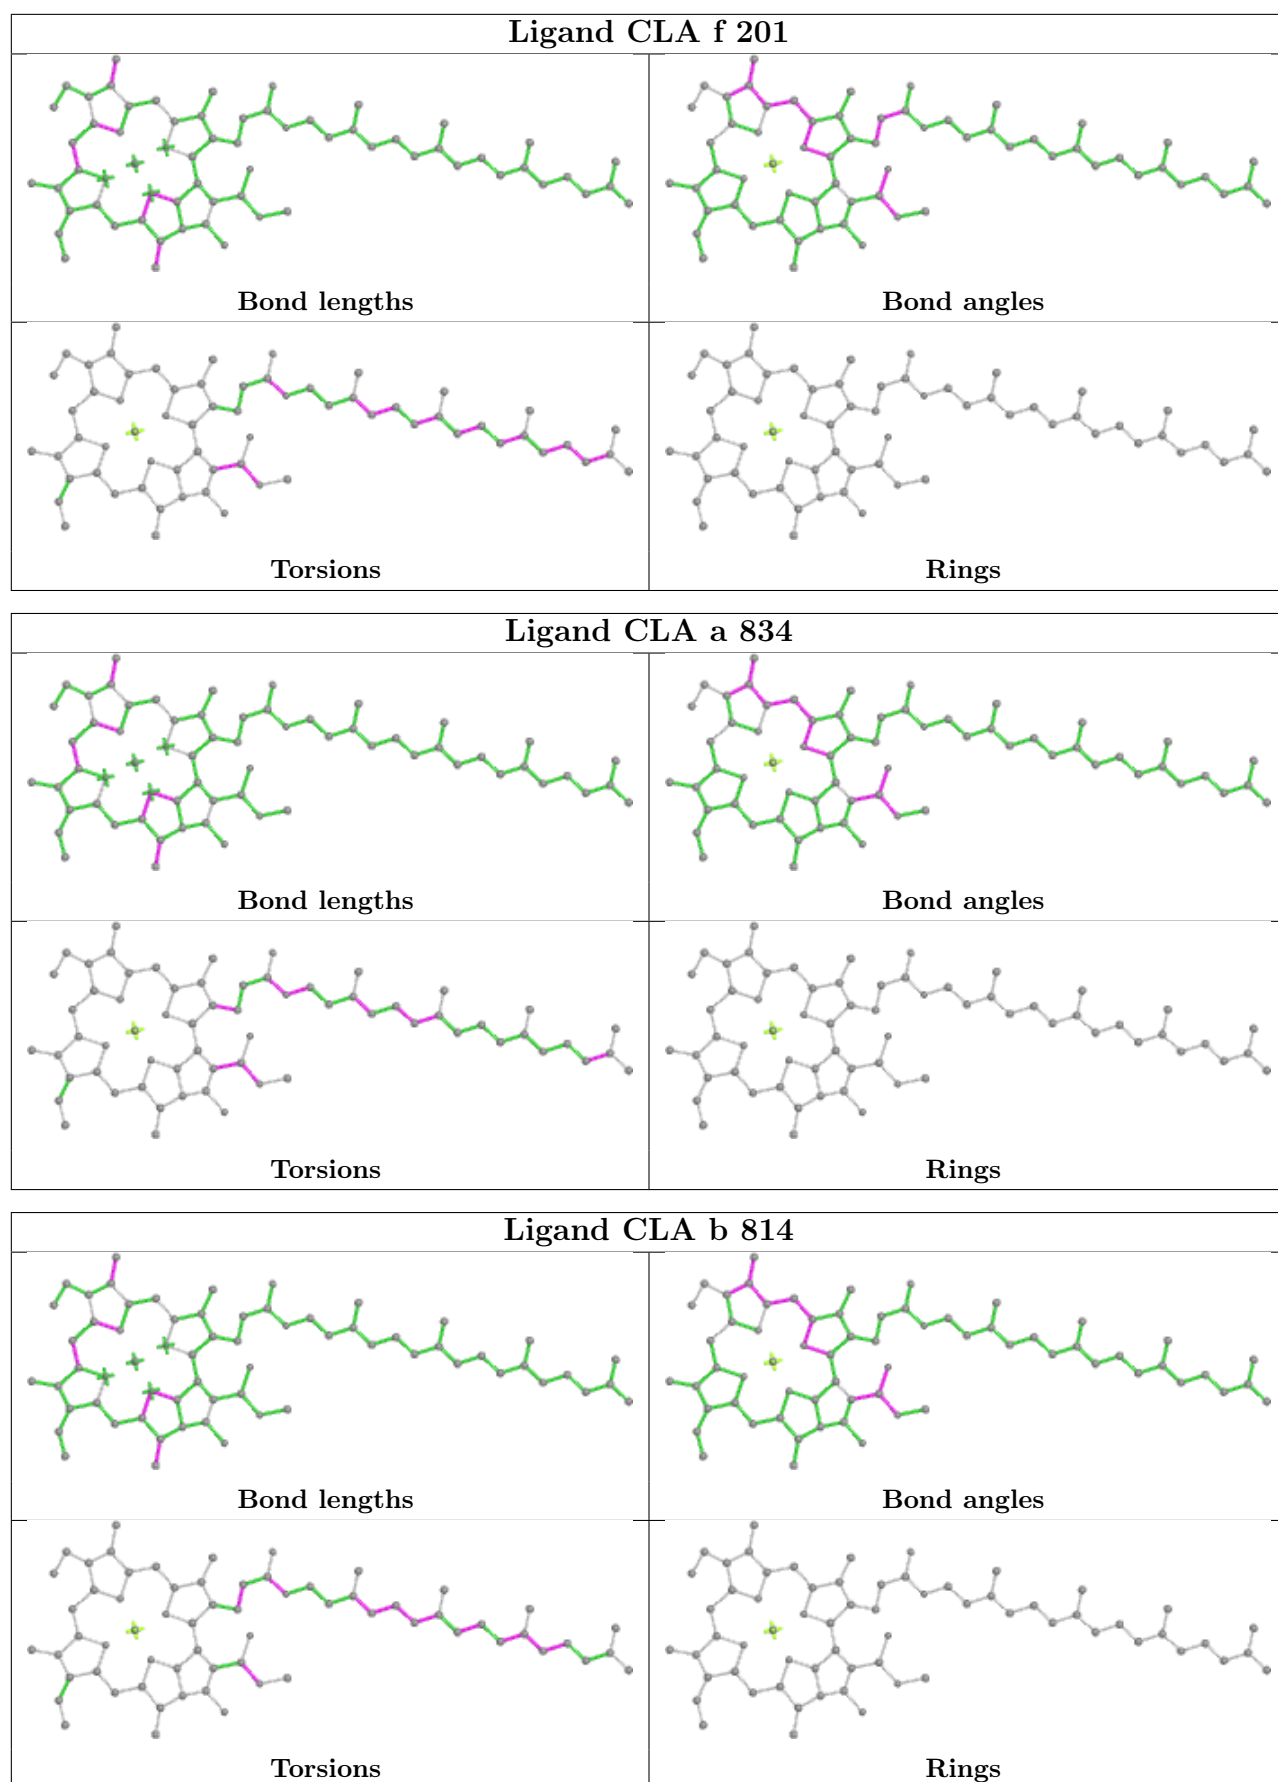 Ligand CLA f 201
Bond lengths
Bond angles
Torsions
Rings
Ligand CLA a 834
Bond lengths
Bond angles
Torsions
Rings
Ligand CLA b 814
Bond lengths
Bond angles
Torsions
Rings